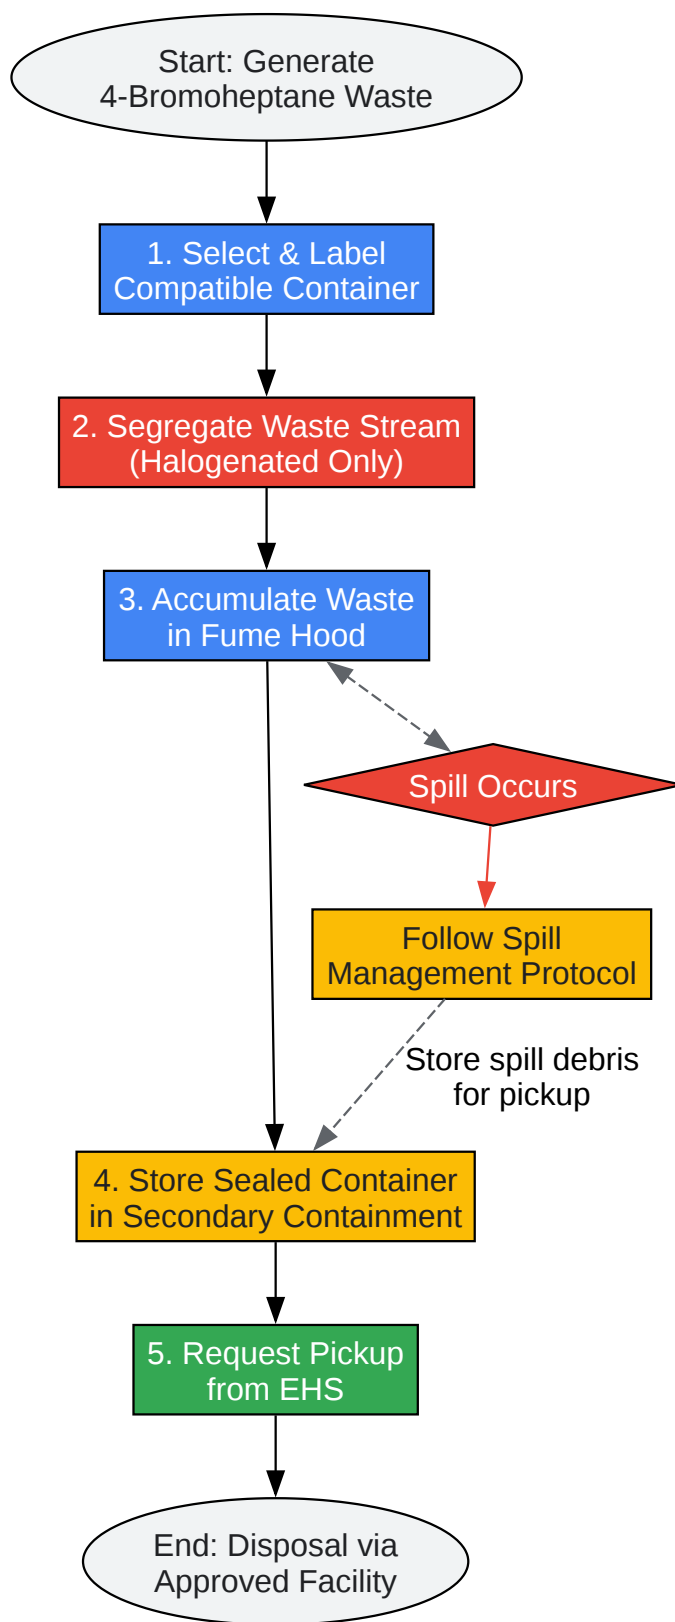 Start: Generate
4-Bromoheptane Waste
1. Select & Label
Compatible Container
2. Segregate Waste Stream
(Halogenated Only)
3. Accumulate Waste
in Fume Hood
Spill Occurs
Follow Spill
Management Protocol
Store spill debris
for pickup
4. Store Sealed Container
in Secondary Containment
5. Request Pickup
from EHS
End: Disposal via
Approved Facility